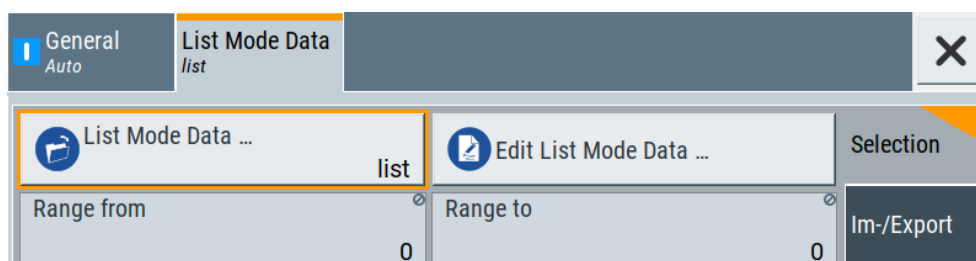 General
Auto
List Mode Data
list
List Mode Data ...
list
Edit List Mode Data ...
Selection
Range from
0
Range to
0
Im-/Export